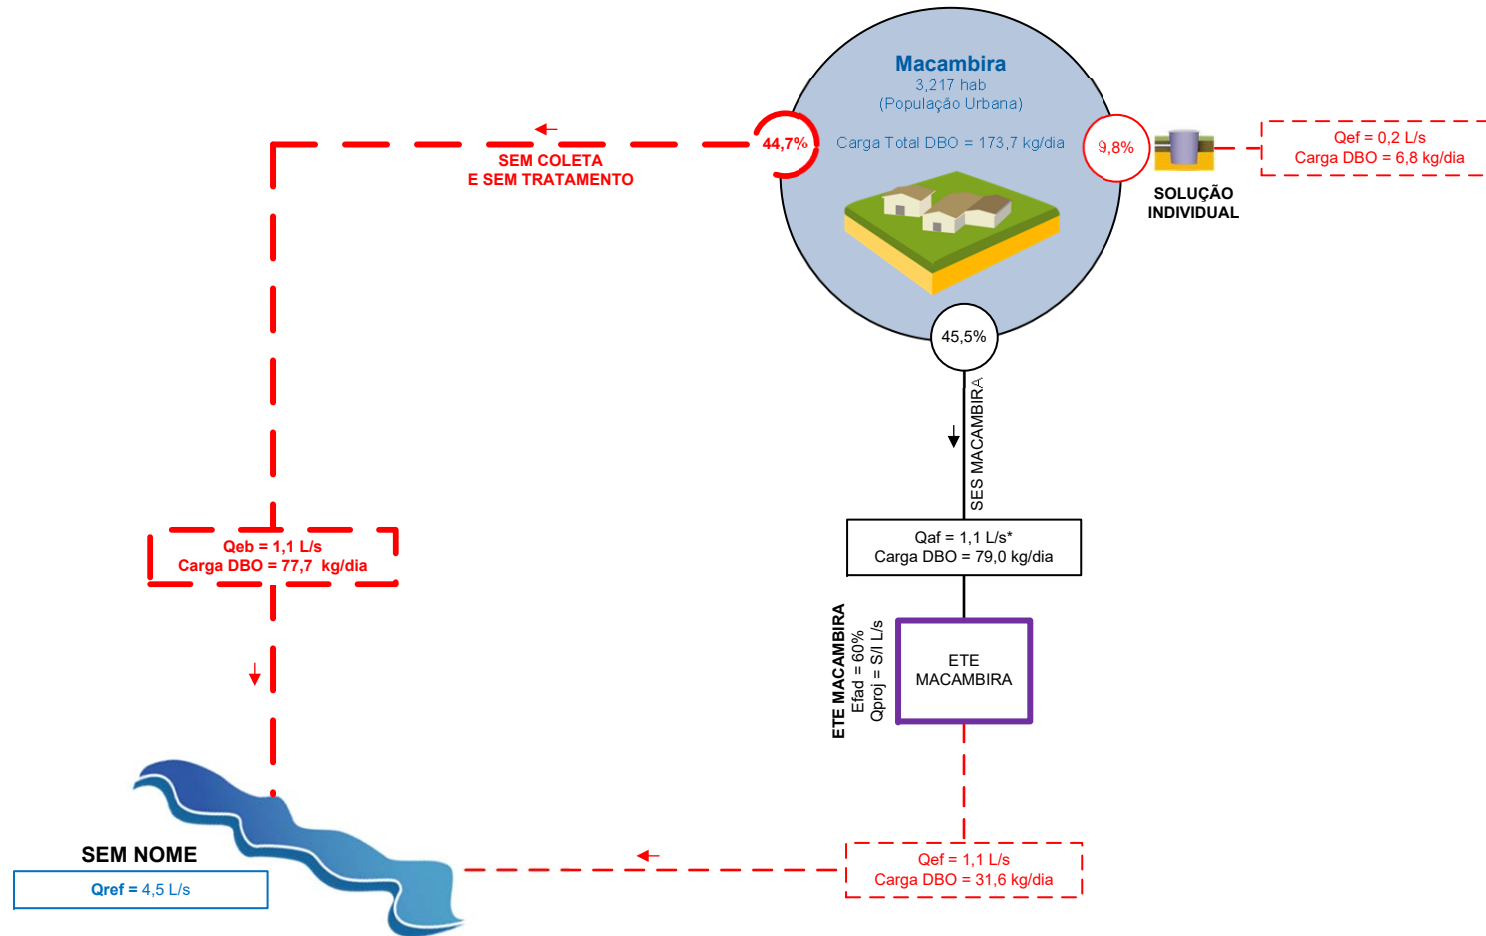 Macambira
3,217 hab
(População Urbana)
Carga Total DBO = 173,7 kg/dia
44,7%
9,8%
45,5%
SEM COLETA
E SEM TRATAMENTO
SOLUÇÃO
INDIVIDUAL
Qef = 0,2 L/s
Carga DBO = 6,8 kg/dia
SES MACAMBIRA
Qeb = 1,1 L/s
Carga DBO = 77,7 kg/dia
Qaf = 1,1 L/s*
Carga DBO = 79,0 kg/dia
ETE MACAMBIRA
Efad = 60%
Qproj = S/I L/s
ETE
MACAMBIRA
SEM NOME
Qref = 4,5 L/s
Qef = 1,1 L/s
Carga DBO = 31,6 kg/dia